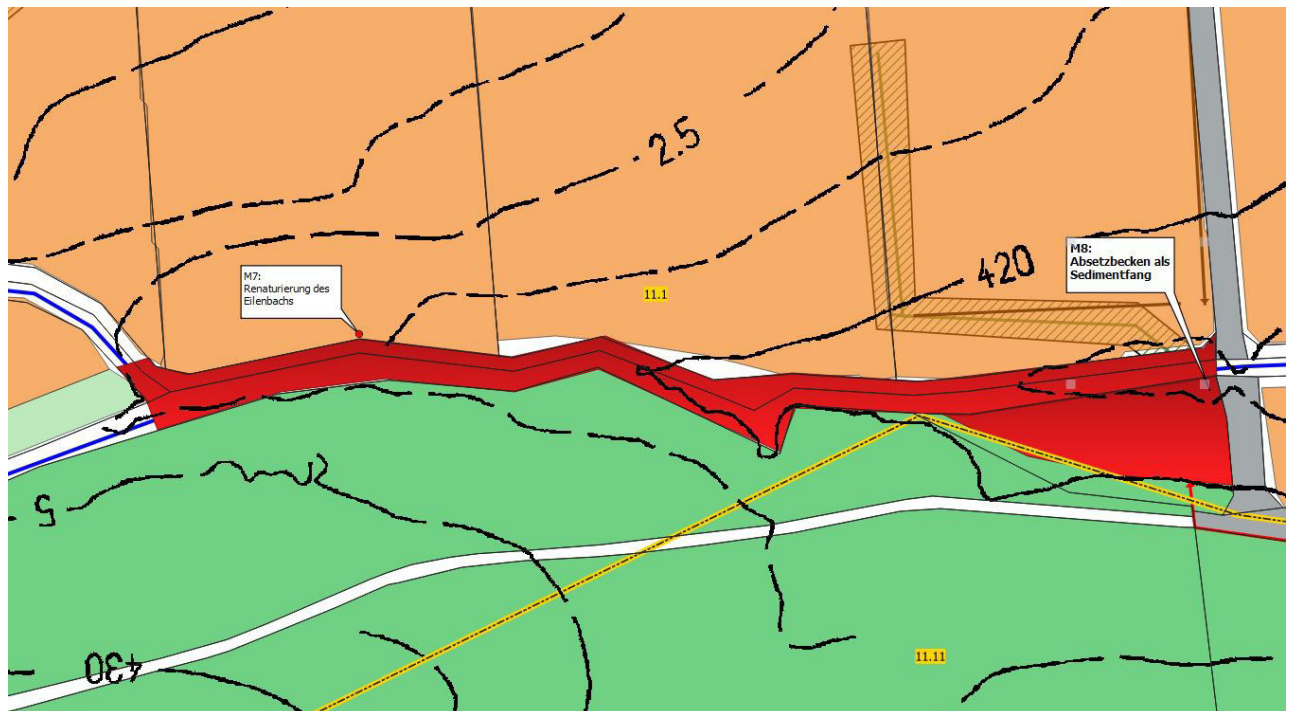 2.5
420
M8:
Absetzbecken als
Sedimentfang
M7:
Renaturierung des
Eilenbachs
11.1
5
11.11
430